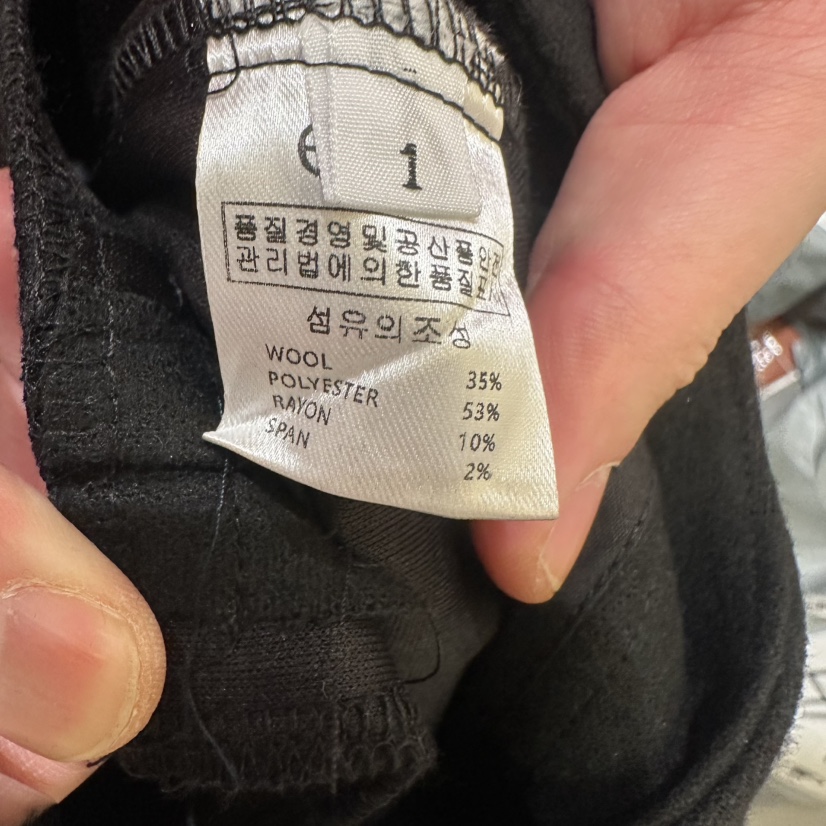 1
품질경영및공산품안전
관리법에의한품질표
섬유의조성
WOOL 35%
POLYESTER 53%
RAYON 10%
SPAN 2%